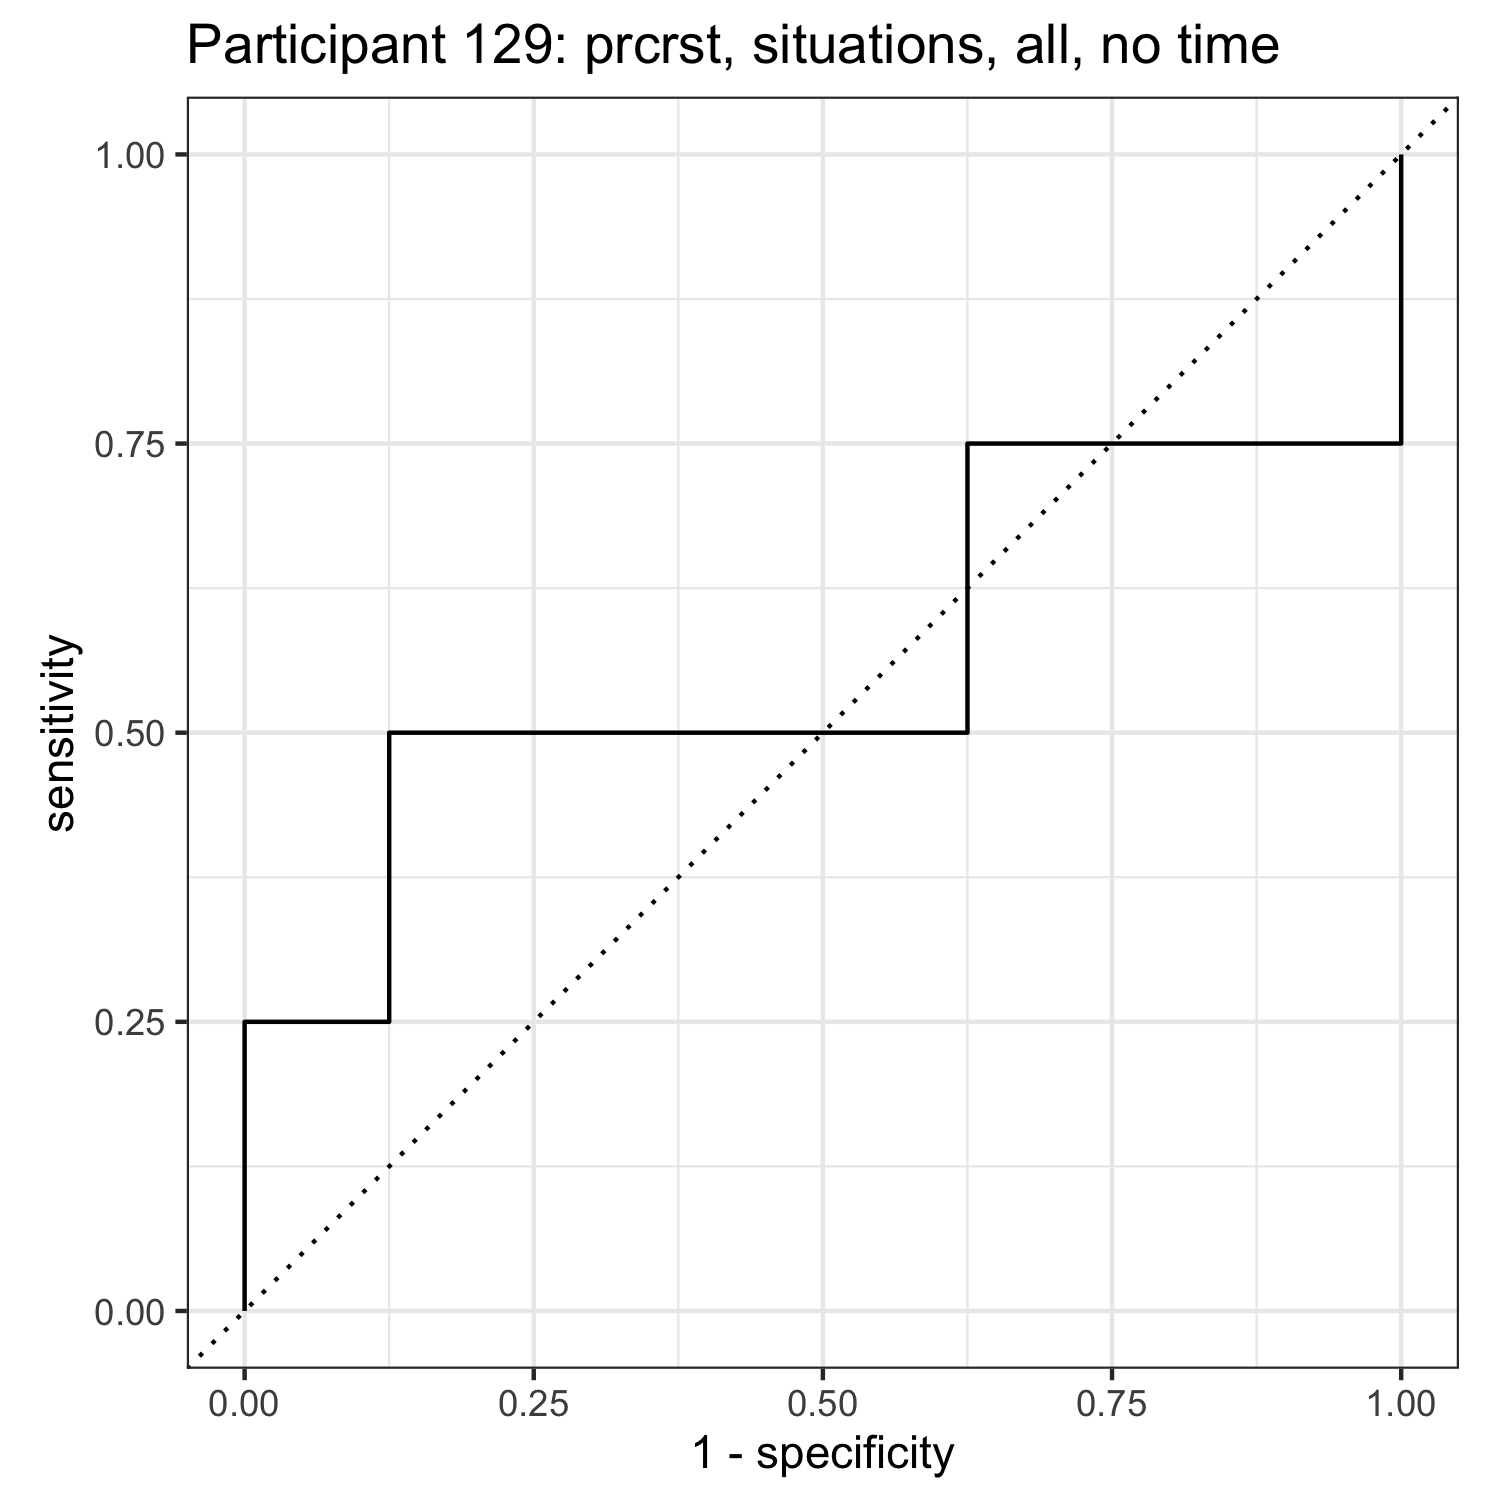 Participant 129: prcrst, situations, all, no time
1.00
0.75
0.50
0.25
0.00
sensitivity
0.00 0.25 0.50 0.75 1.00
1 - specificity